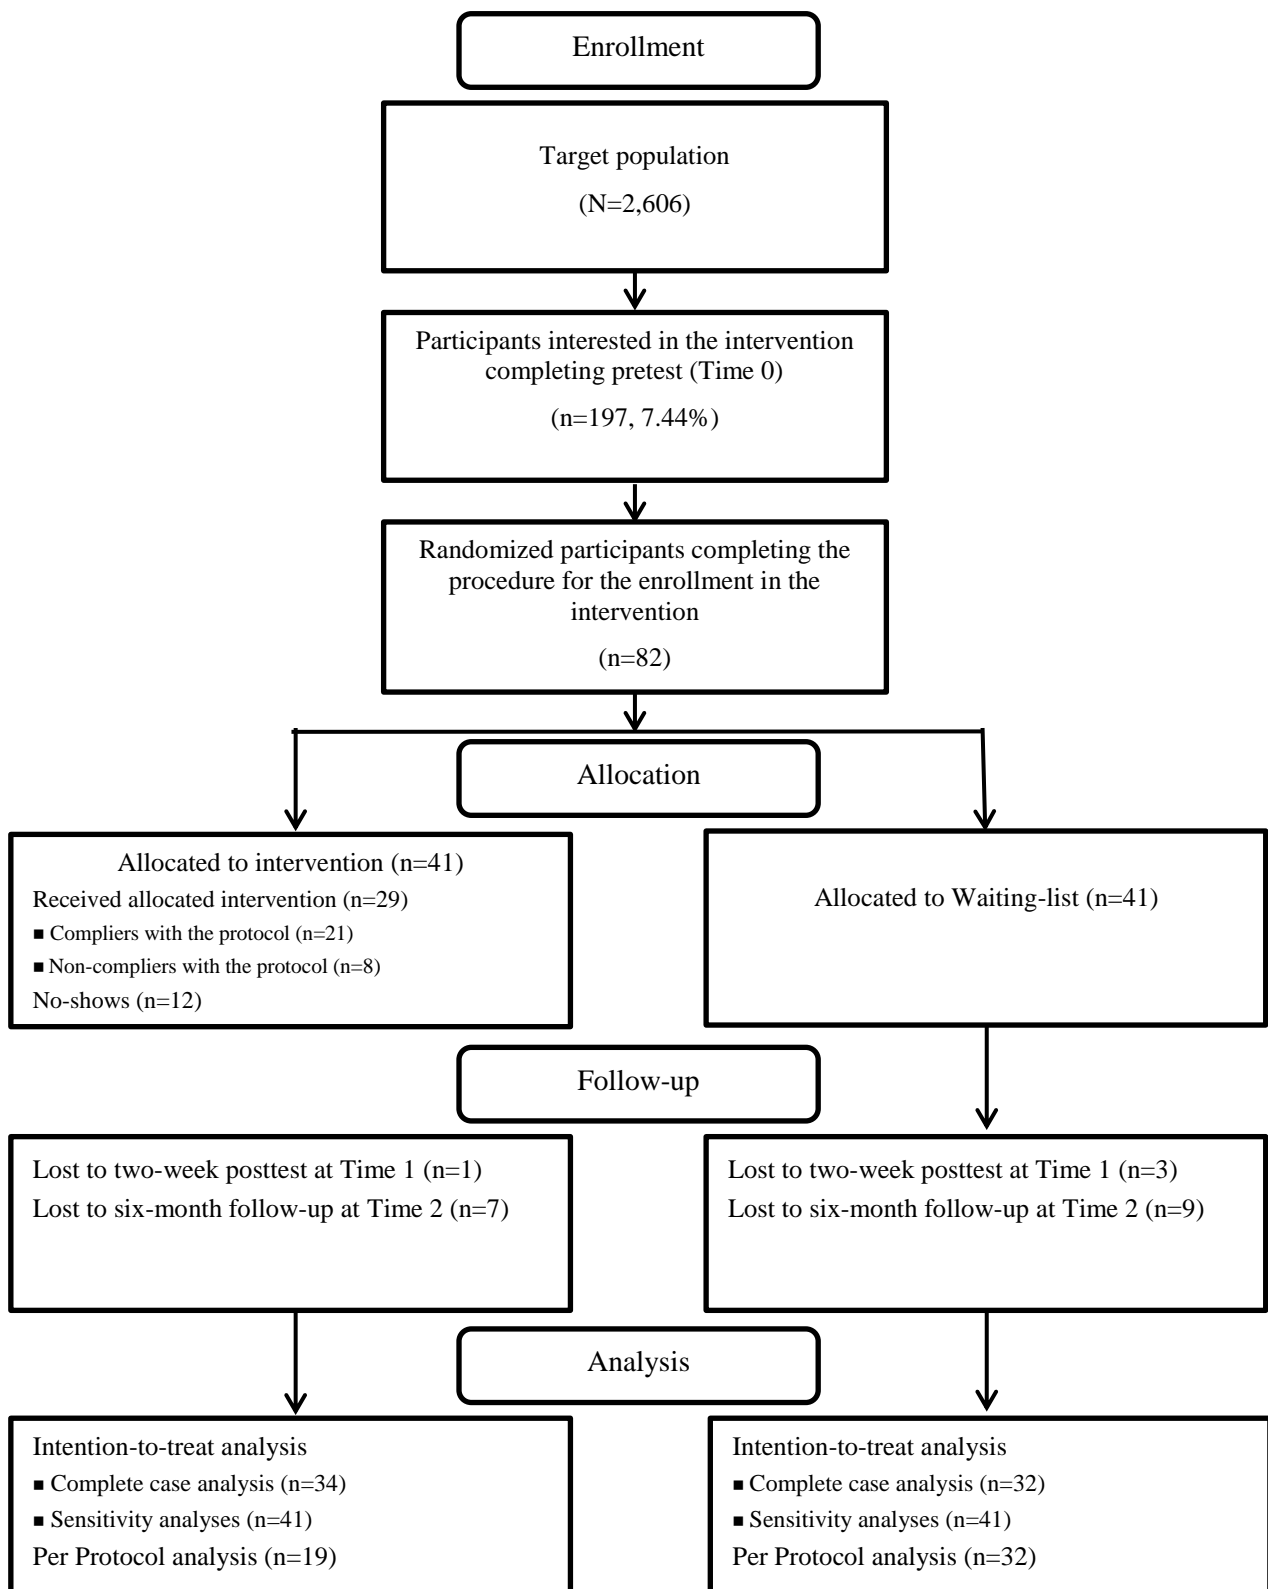 Enrollment
Target population
(N=2,606)
Participants interested in the intervention
completing pretest (Time 0)
(n=197, 7.44%)
Randomized participants completing the
procedure for the enrollment in the
intervention
(n=82)
Allocation
Allocated to intervention (n=41)
Received allocated intervention (n=29)
■ Compliers with the protocol (n=21)
■ Non-compliers with the protocol (n=8)
No-shows (n=12)
Allocated to Waiting-list (n=41)
Follow-up
Lost to two-week posttest at Time 1 (n=1)
Lost to six-month follow-up at Time 2 (n=7)
Lost to two-week posttest at Time 1 (n=3)
Lost to six-month follow-up at Time 2 (n=9)
Analysis
Intention-to-treat analysis
■ Complete case analysis (n=34)
■ Sensitivity analyses (n=41)
Per Protocol analysis (n=19)
Intention-to-treat analysis
■ Complete case analysis (n=32)
■ Sensitivity analyses (n=41)
Per Protocol analysis (n=32)